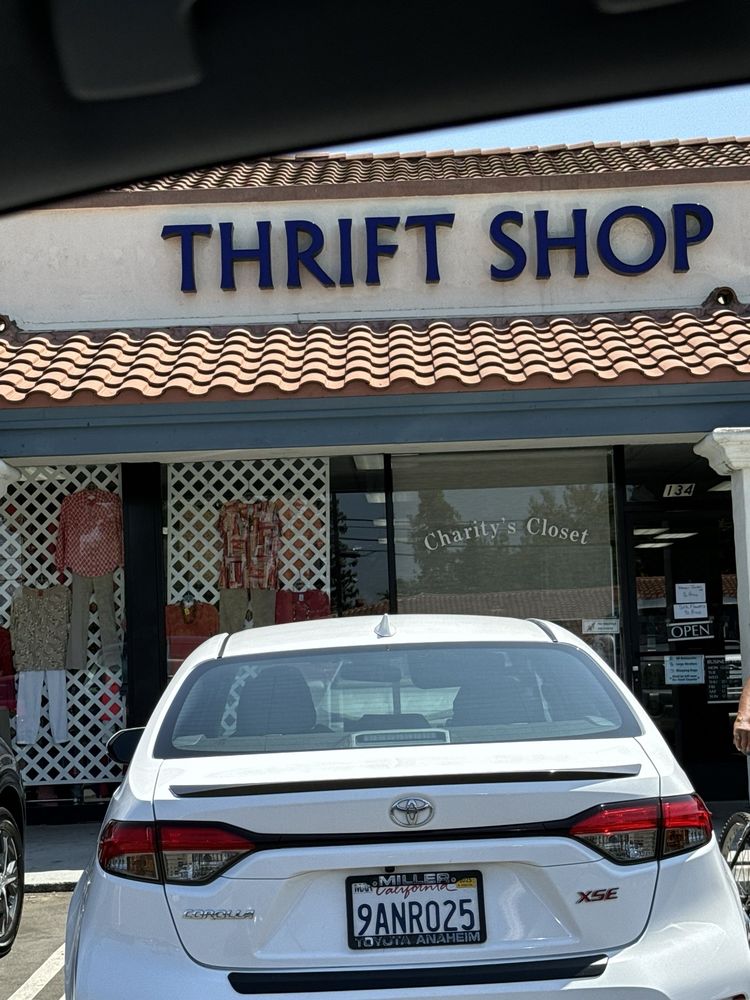 THRIFT SHOP
Charity's Closet
134
OPEN
MILLER
California
9ANR025
TOYOTA ANAHEIM
COROLLA
XSE